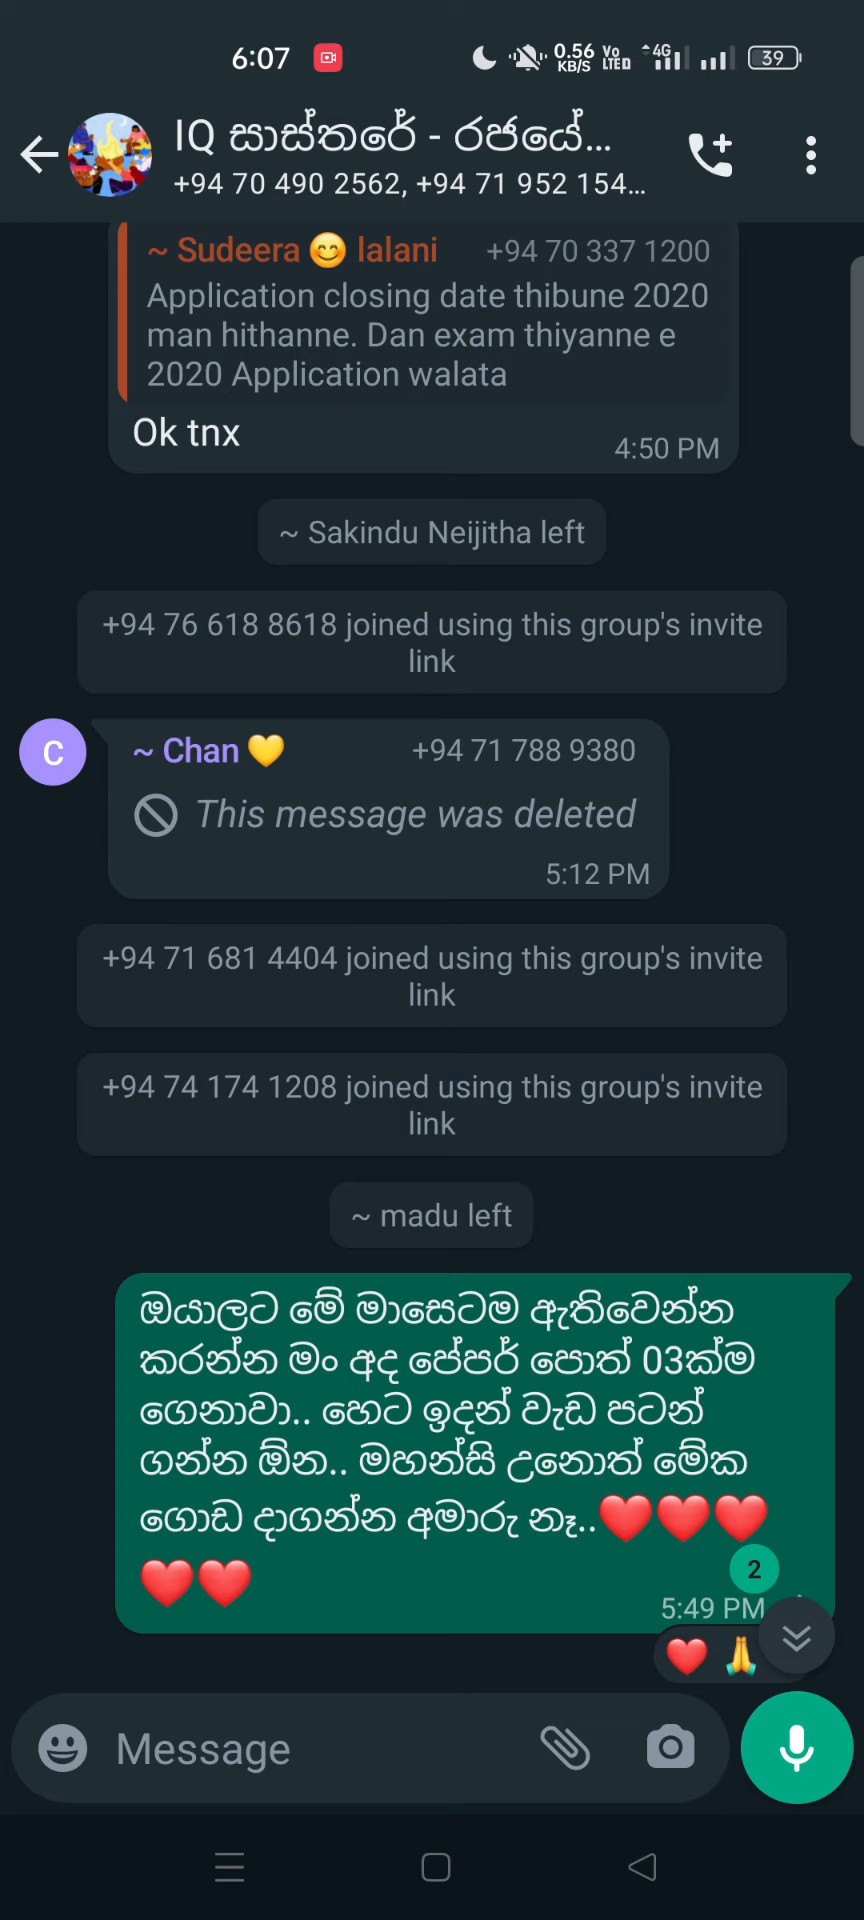 6:07
0.56 KB/S
Vo LTED
4G
39
IQ සාස්තරේ - රජයේ...
+94 70 490 2562, +94 71 952 154...
~ Sudeera 😊 lalani +94 70 337 1200
Application closing date thibune 2020
man hithanne. Dan exam thiyanne e
2020 Application walata
Ok tnx
4:50 PM
~ Sakindu Neijitha left
+94 76 618 8618 joined using this group's invite
link
C
~ Chan 💛 +94 71 788 9380
This message was deleted
5:12 PM
+94 71 681 4404 joined using this group's invite
link
+94 74 174 1208 joined using this group's invite
link
~ madu left
ඔයාලට මේ මාසෙටම ඇතිවෙන්න
කරන්න මං අද පේපර් පොත් 03ක්ම
ගෙනාවා.. හෙට ඉදන් වැඩ පටන්
ගන්න ඕන.. මහන්සි උනොත් මේක
ගොඩ දාගන්න අමාරු නෑ..❤️❤️❤️
❤️❤️
2
5:49 PM
❤️ 🙏
Message